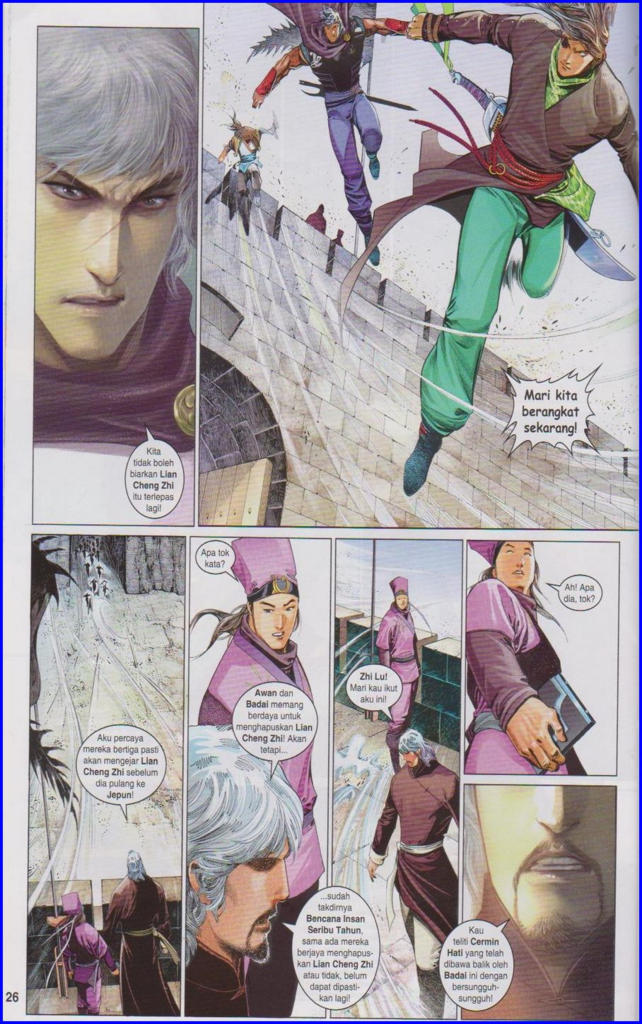 Kita
tidak boleh
biarkan Lian
Cheng Zhi
itu terlepas
lagi!
Mari kita
berangkat
sekarang!
Aku percaya
mereka bertiga pasti
akan mengejar Lian
Cheng Zhi sebelum
dia pulang ke
Jepun!
Apa tok
kata?
Awan dan
Badai memang
berdaya untuk
menghapuskan Lian
Cheng Zhi! Akan
tetapi...
...sudah
takdirnya
Bencana Insan
Seribu Tahun,
sama ada mereka
berjaya menghapus-
kan Lian Cheng Zhi
atau tidak, belum
dapat dipasti-
kan lagi!
Zhi Lu!
Mari kau ikut
aku ini!
Ah! Apa
dia, tok?
Kau
teliti Cermin
Hati yang telah
dibawa balik oleh
Badai ini dengan
bersungguh-
sungguh!
26